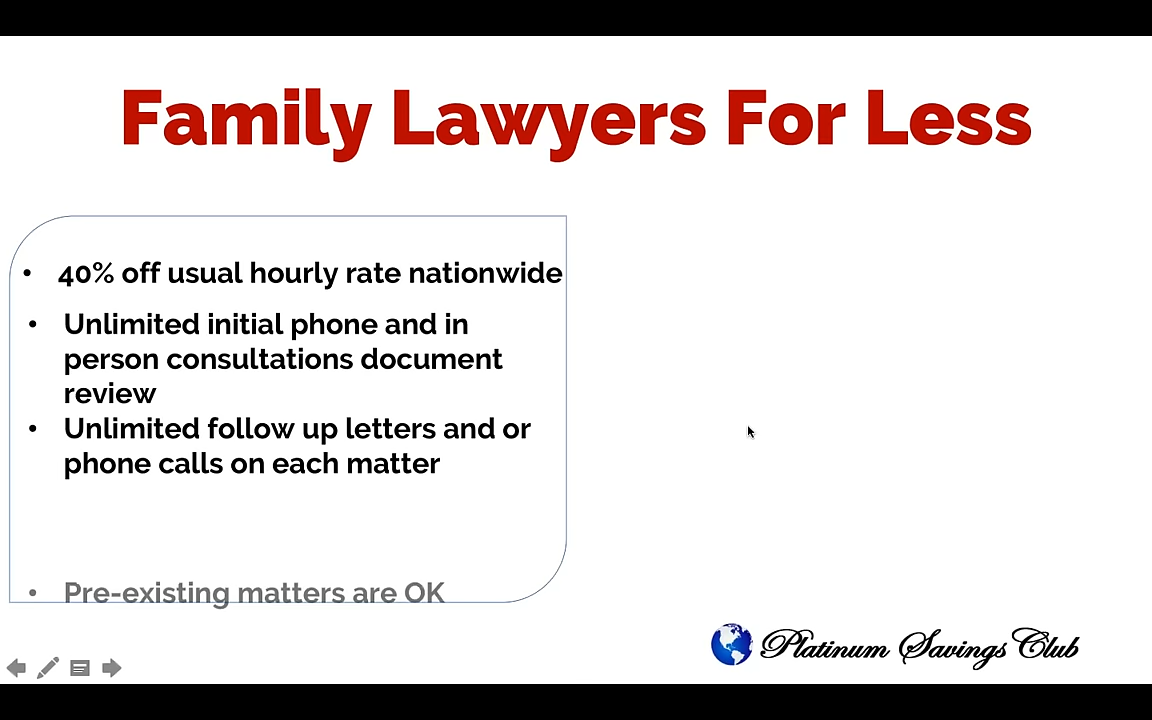 Family Lawyers For Less
• 40% off usual hourly rate nationwide
• Unlimited initial phone and in
person consultations document
review
• Unlimited follow up letters and or
phone calls on each matter
• Pre-existing matters are OK
Platinum Savings Club